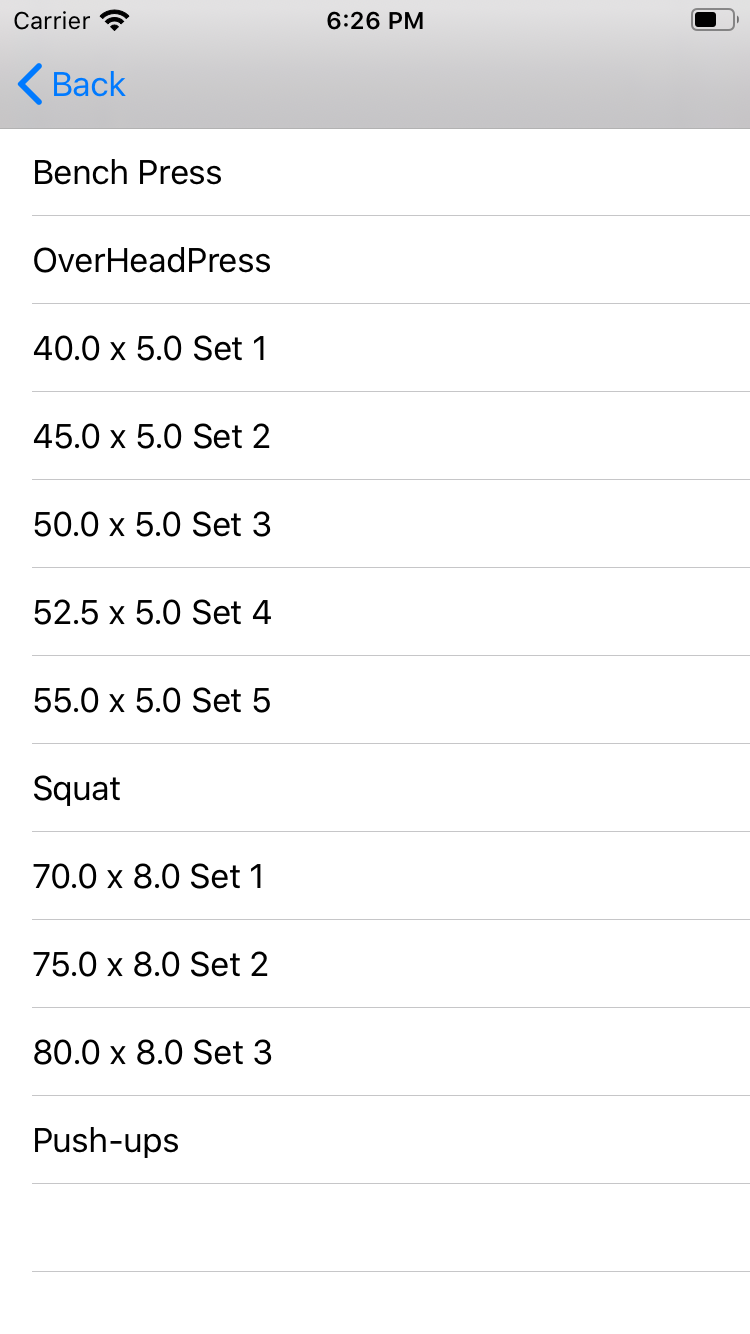 Carrier 6:26 PM
Back
Bench Press
OverHeadPress
40.0 x 5.0 Set 1
45.0 x 5.0 Set 2
50.0 x 5.0 Set 3
52.5 x 5.0 Set 4
55.0 x 5.0 Set 5
Squat
70.0 x 8.0 Set 1
75.0 x 8.0 Set 2
80.0 x 8.0 Set 3
Push-ups